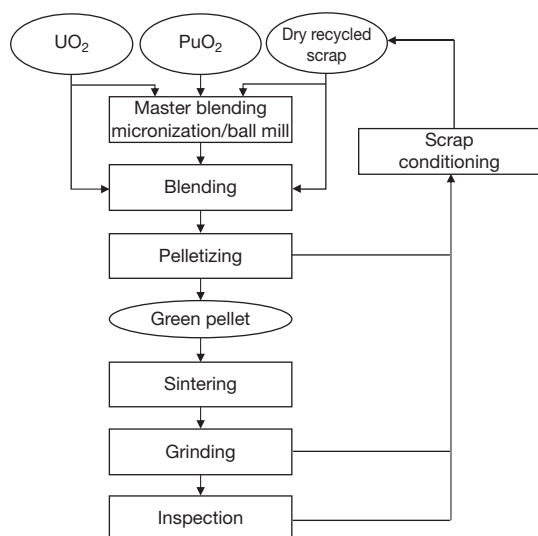 UO₂
PuO₂
Dry recycled
scrap
Master blending
micronization/ball mill
Scrap
conditioning
Blending
Pelletizing
Green pellet
Sintering
Grinding
Inspection